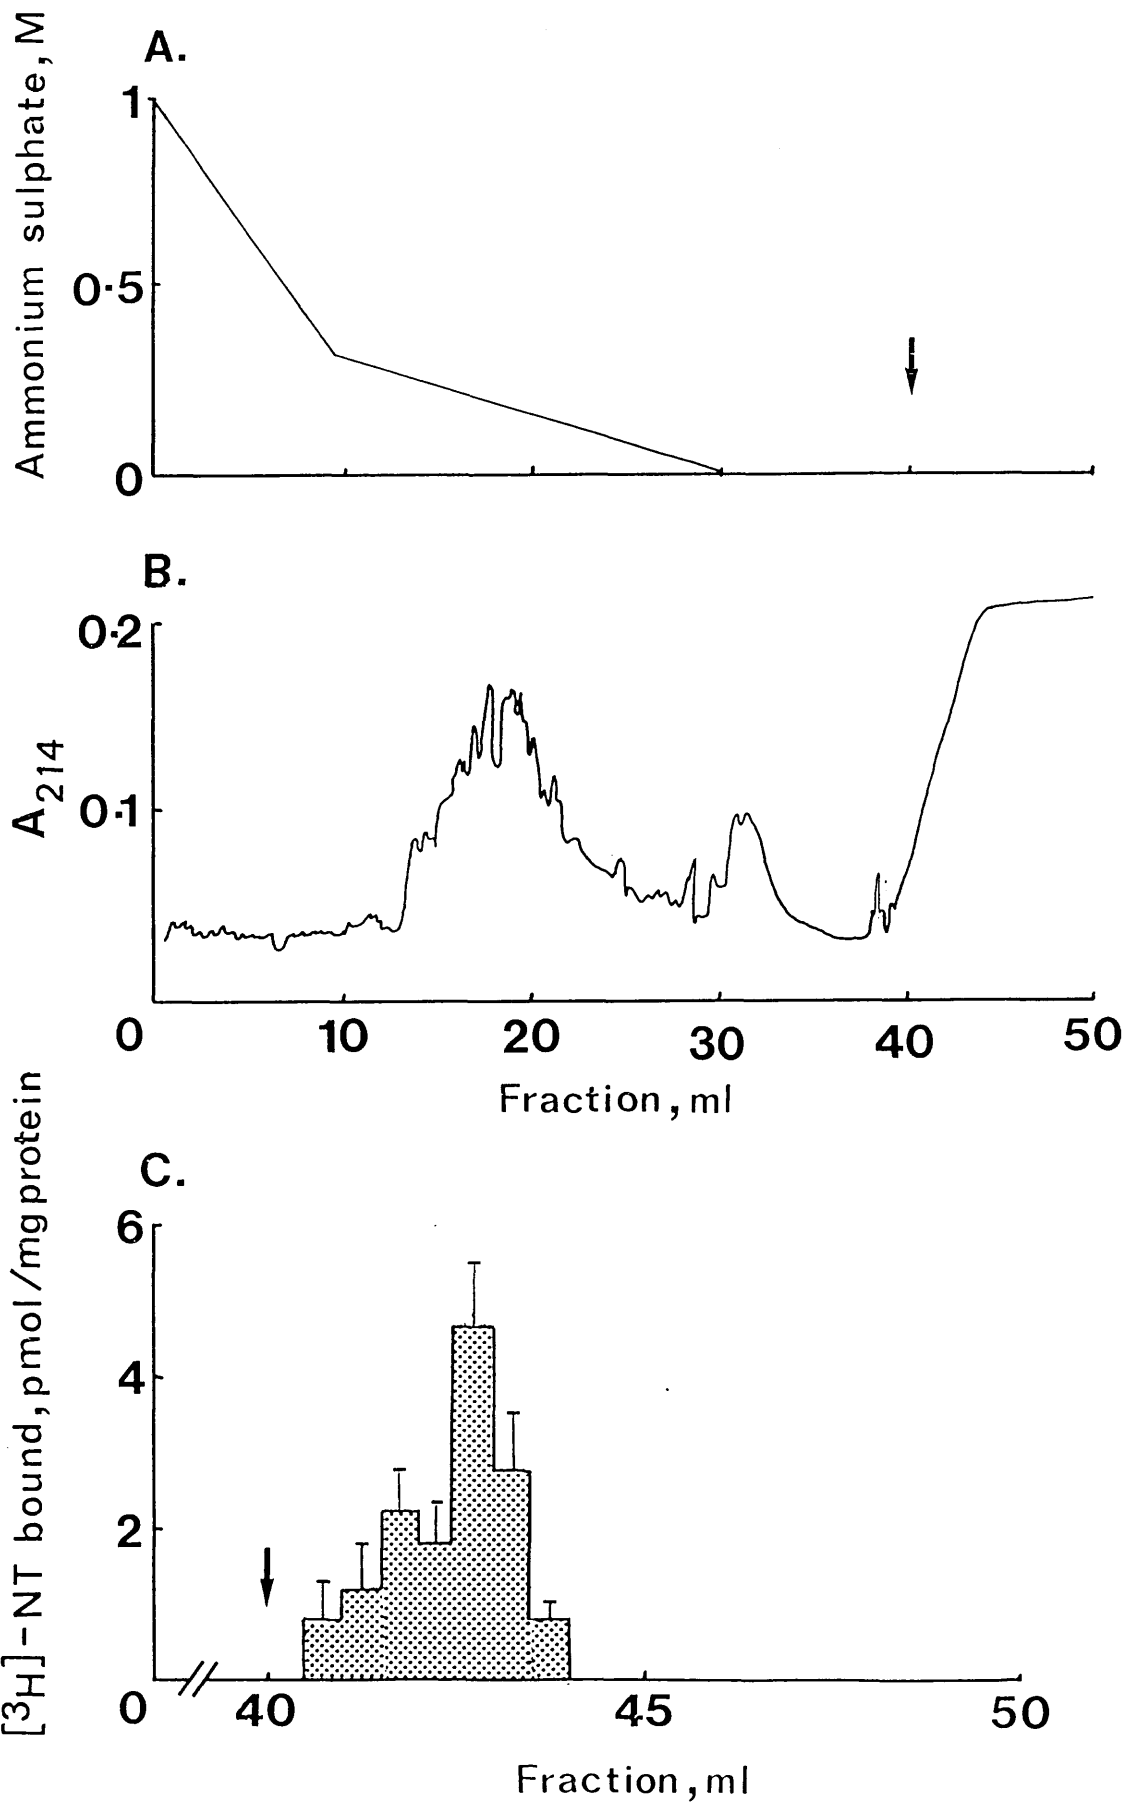 A.
Ammonium sulphate, M
1
0·5
0
B.
A214
0·2
0·1
0 10 20 30 40 50
Fraction, ml
C.
[3H]-NT bound, pmol/mg protein
6
4
2
0 40 45 50
Fraction, ml